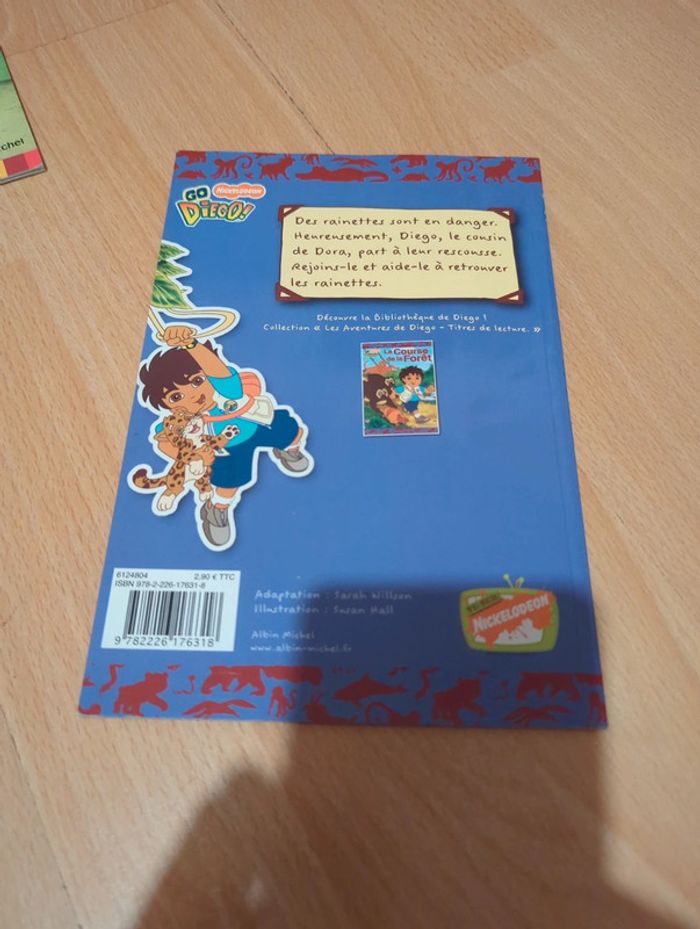 chel
GO
DIEGO!
NICKELODEON
Des rainettes sont en danger.
Heureusement, Diego, le cousin
de Dora, part à leur rescousse.
Rejoins-le et aide-le à retrouver
les rainettes.
Découvre la Bibliothèque de Diego !
Collection « Les Aventures de Diego - Titres de lecture. »
La Course
de la Forêt
6124804 2,90 € TTC
ISBN 978-2-226-17631-8
9 782226 176318
Adaptation : Sarah Willson
Illustration : Susan Hall
Albin Michel
www.albin-michel.fr
NICKELODEON